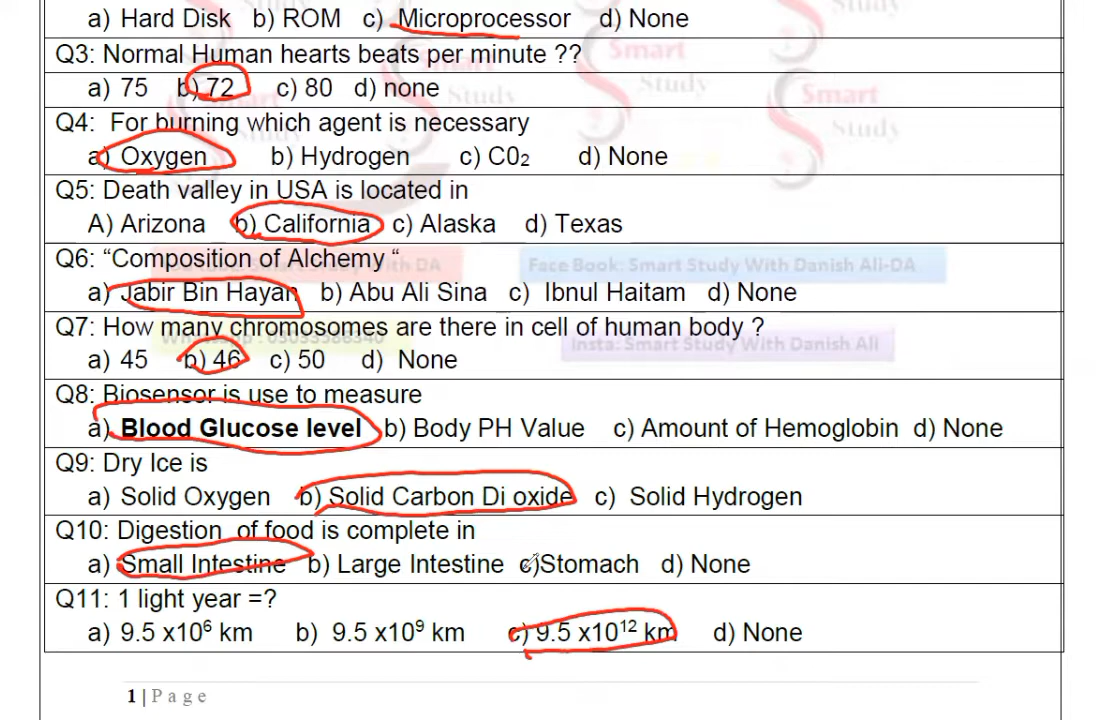 a) Hard Disk b) ROM c) Microprocessor d) None
Q3: Normal Human hearts beats per minute ??
a) 75 b) 72 c) 80 d) none
Q4: For burning which agent is necessary
a) Oxygen b) Hydrogen c) C0₂ d) None
Q5: Death valley in USA is located in
A) Arizona b) California c) Alaska d) Texas
Q6: “Composition of Alchemy “
a) Jabir Bin Hayan b) Abu Ali Sina c) Ibnul Haitam d) None
Q7: How many chromosomes are there in cell of human body ?
a) 45 b) 46 c) 50 d) None
Q8: Biosensor is use to measure
a) Blood Glucose level b) Body PH Value c) Amount of Hemoglobin d) None
Q9: Dry Ice is
a) Solid Oxygen b) Solid Carbon Di oxide c) Solid Hydrogen
Q10: Digestion of food is complete in
a) Small Intestine b) Large Intestine c)Stomach d) None
Q11: 1 light year =?
a) 9.5 x10⁶ km b) 9.5 x10⁹ km c) 9.5 x10¹² km d) None
1 | P a g e
Smart Study
Smart Study
Smart Study
Study
Face Book: Smart Study With Danish Ali-DA
Insta: Smart Study With Danish Ali